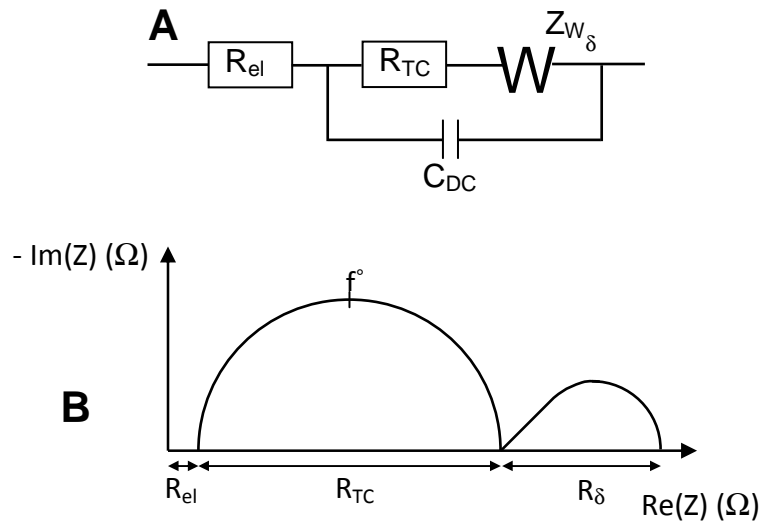 A
R_el
R_TC
W
Z_Wδ
C_DC
- Im(Z) (Ω)
f°
B
R_el
R_TC
R_δ
Re(Z) (Ω)